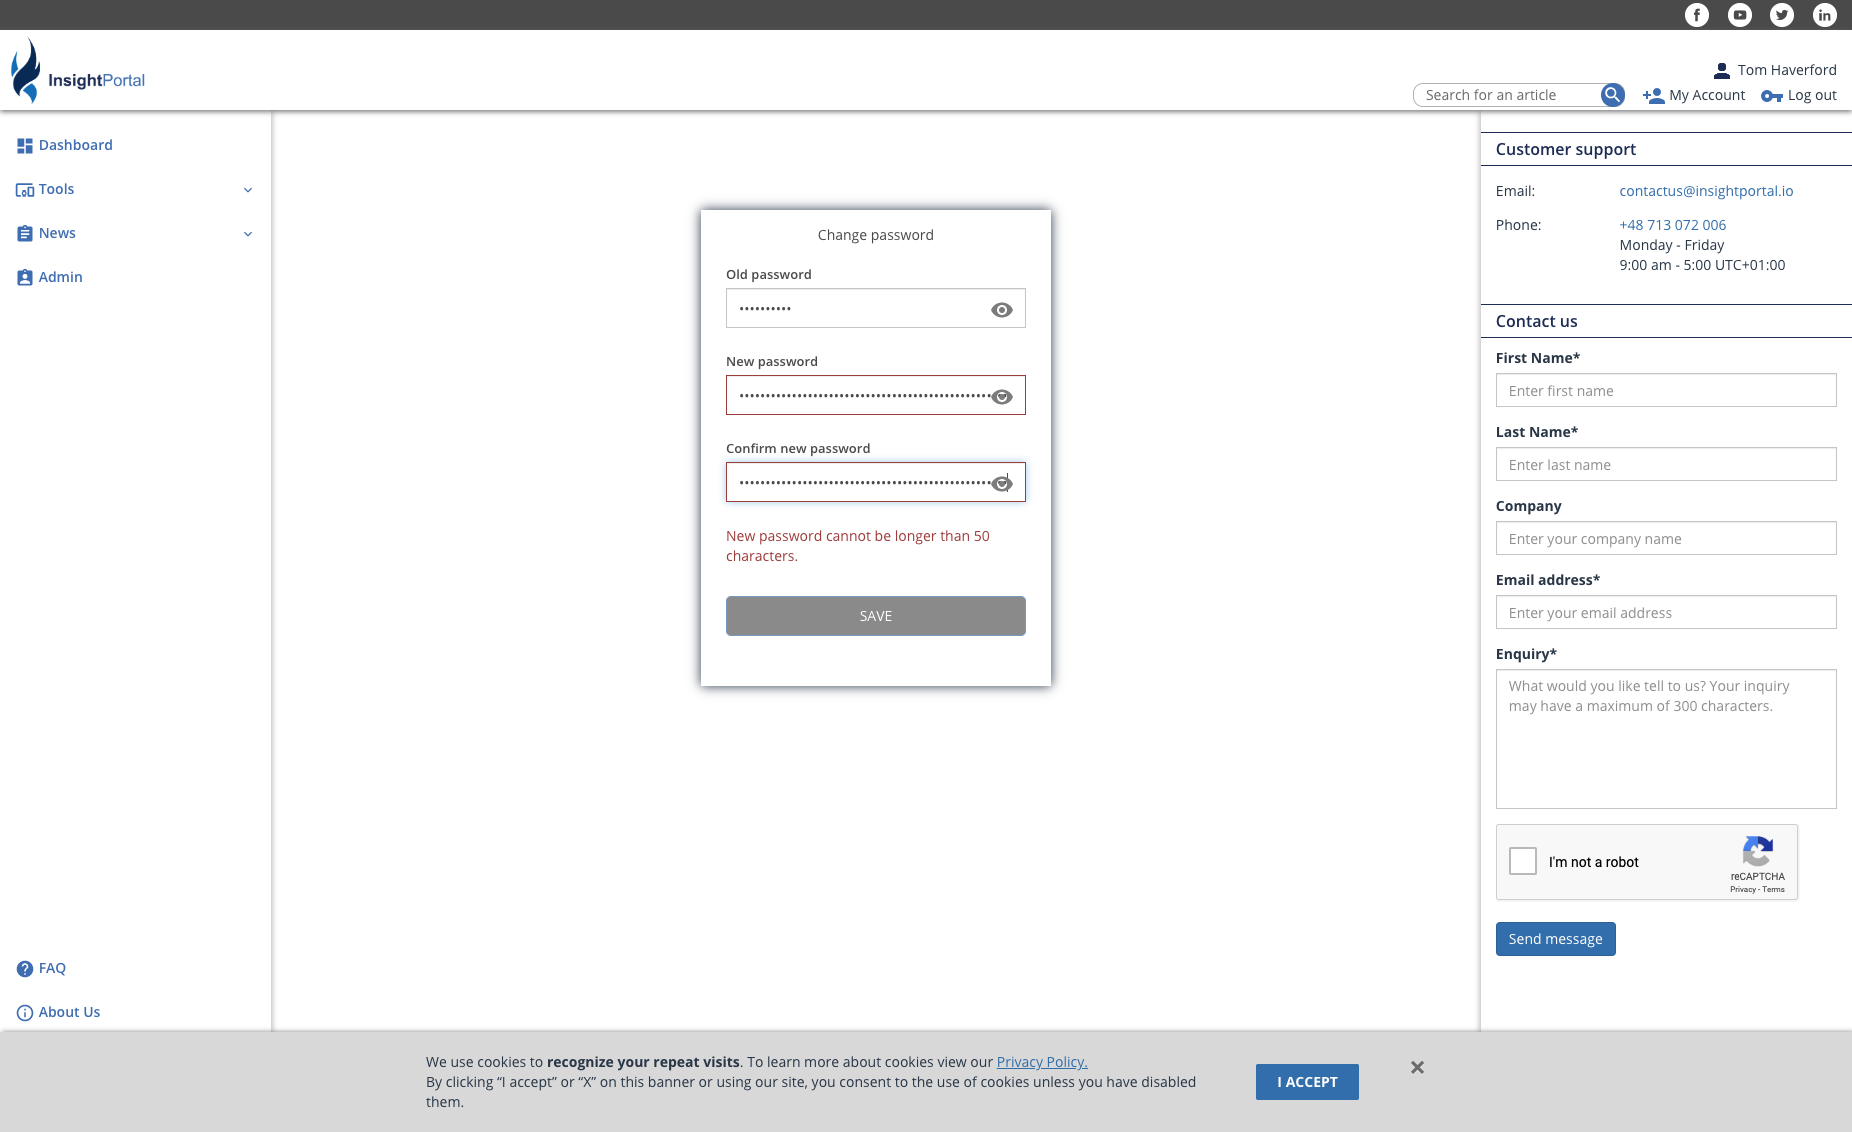 InsightPortal
Tom Haverford
Search for an article
My Account
Log out
Dashboard
Tools
News
Admin
FAQ
About Us
Change password
Old password
••••••••••
New password
Confirm new password
New password cannot be longer than 50
characters.
SAVE
Customer support
Email: contactus@insightportal.io
Phone: +48 713 072 006
Monday - Friday
9:00 am - 5:00 UTC+01:00
Contact us
First Name*
Enter first name
Last Name*
Enter last name
Company
Enter your company name
Email address*
Enter your email address
Enquiry*
What would you like tell to us? Your inquiry
may have a maximum of 300 characters.
I'm not a robot
reCAPTCHA
Privacy - Terms
Send message
We use cookies to recognize your repeat visits. To learn more about cookies view our Privacy Policy.
By clicking “I accept” or “X” on this banner or using our site, you consent to the use of cookies unless you have disabled
them.
I ACCEPT